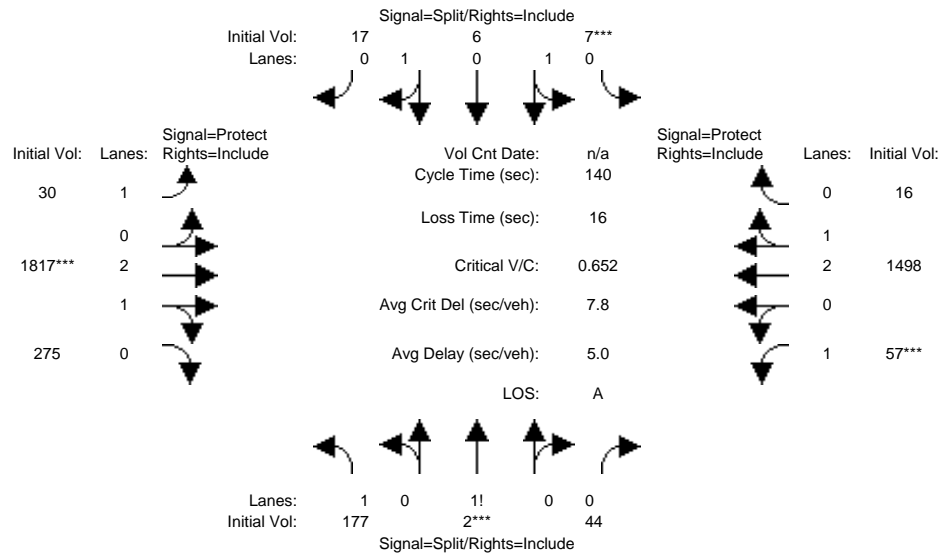 Signal=Split/Rights=Include
Initial Vol: 17 6 7***
Lanes: 0 1 0 1 0
Signal=Protect Signal=Protect
Initial Vol: Lanes: Rights=Include Vol Cnt Date: n/a Rights=Include Lanes: Initial Vol:
Cycle Time (sec): 140
30 1 0 16
Loss Time (sec): 16
0 1
1817*** 2 Critical V/C: 0.652 2 1498
1 Avg Crit Del (sec/veh): 7.8 0
275 0 Avg Delay (sec/veh): 5.0 1 57***
LOS: A
Lanes: 1 0 1! 0 0
Initial Vol: 177 2*** 44
Signal=Split/Rights=Include